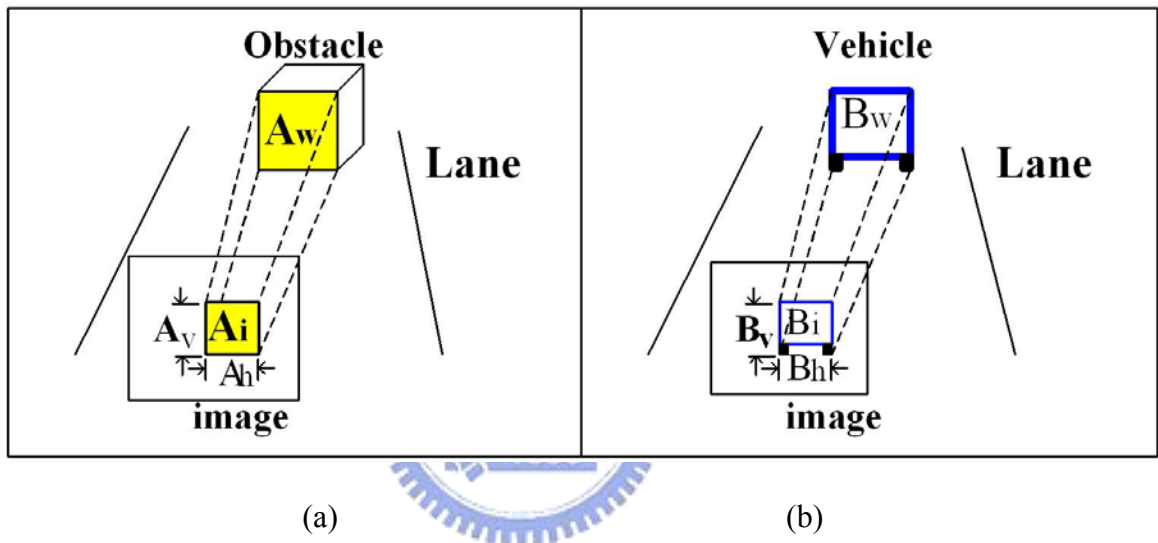 Obstacle
Aw
Lane
Av
Ai
Ah
image
Vehicle
Bw
Lane
Bv
Bi
Bh
image
(a)
(b)